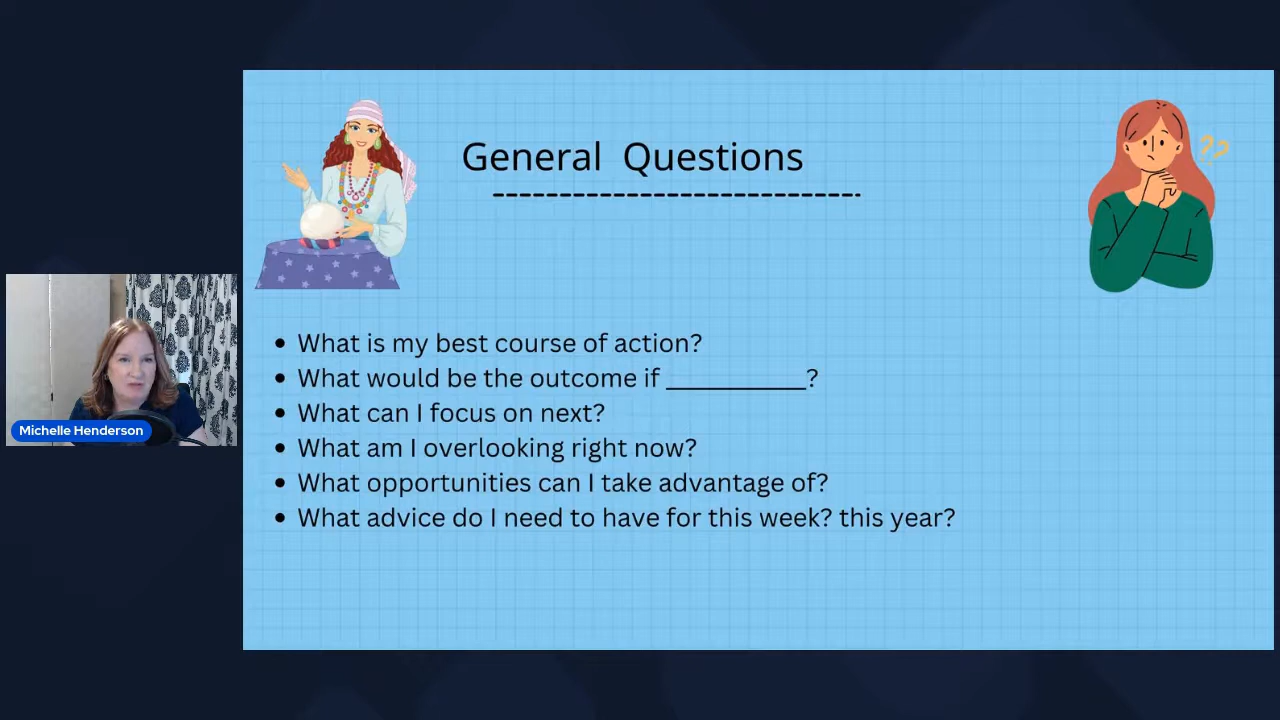 General Questions
What is my best course of action?
What would be the outcome if __________?
What can I focus on next?
What am I overlooking right now?
What opportunities can I take advantage of?
What advice do I need to have for this week? this year?
??
Michelle Henderson